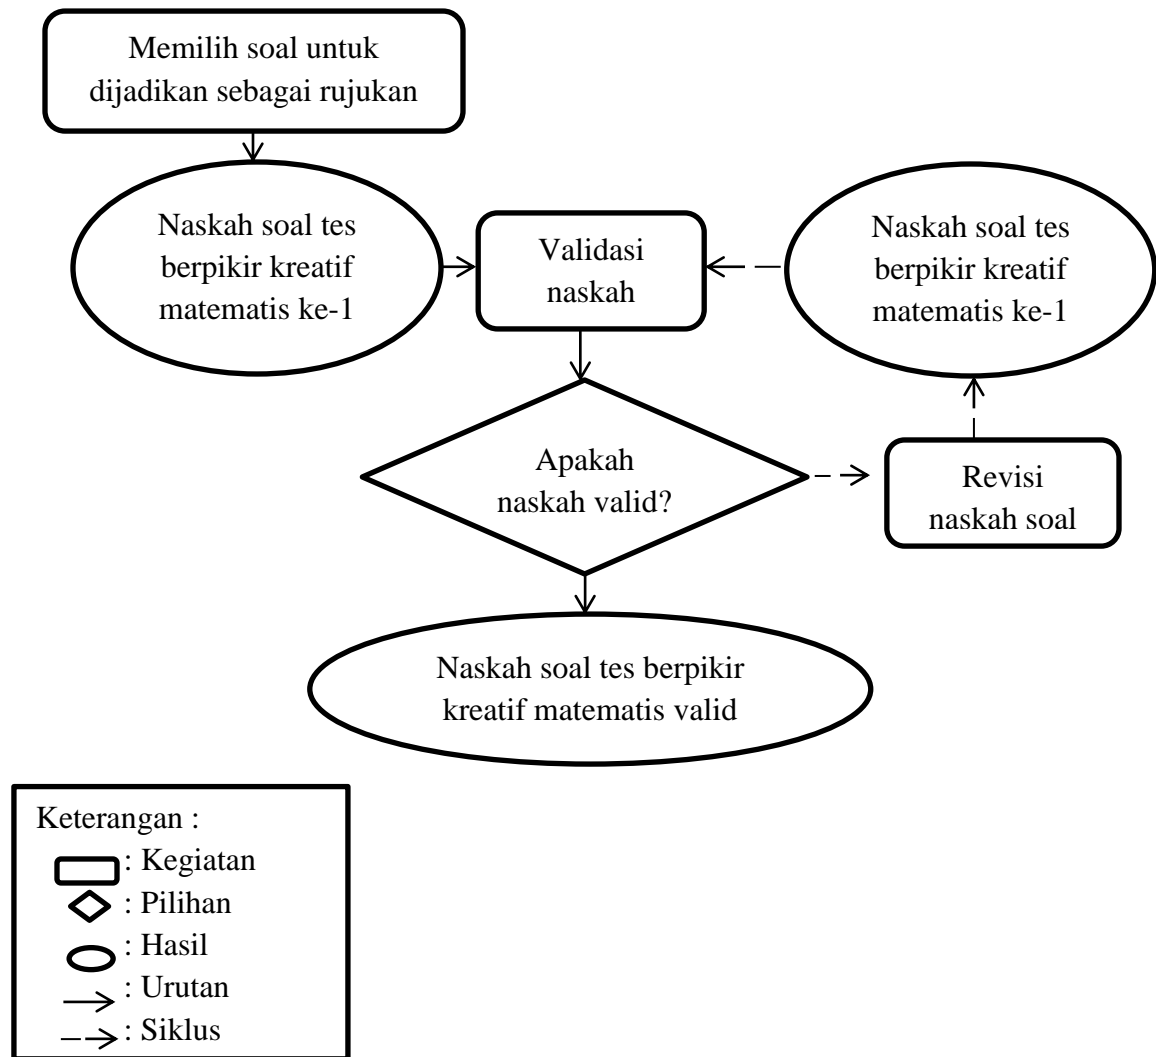 Memilih soal untuk
dijadikan sebagai rujukan
Naskah soal tes
berpikir kreatif
matematis ke-1
Validasi
naskah
Naskah soal tes
berpikir kreatif
matematis ke-1
Apakah
naskah valid?
Revisi
naskah soal
Naskah soal tes berpikir
kreatif matematis valid
Keterangan :
: Kegiatan
: Pilihan
: Hasil
: Urutan
: Siklus